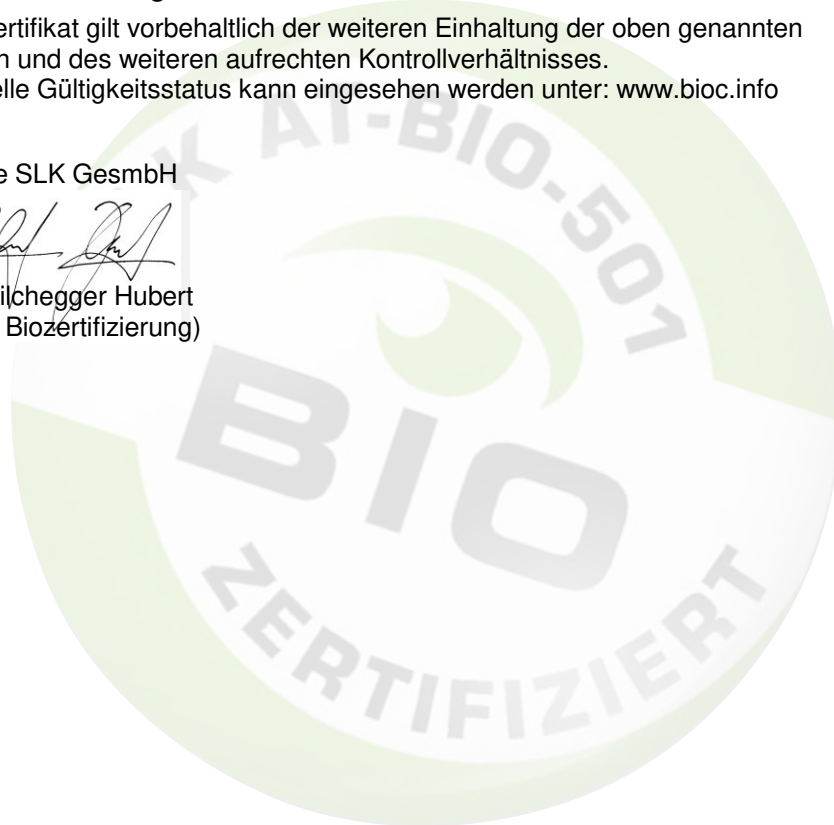 ertifikat gilt vorbehaltlich der weiteren Einhaltung der oben genannten
n und des weiteren aufrechten Kontrollverhältnisses.
elle Gültigkeitsstatus kann eingesehen werden unter: www.bioc.info
e SLK GesmbH
ilchegger Hubert
Biozertifizierung)
K AT-BIO-501
BIO
ZERTIFIZIERT